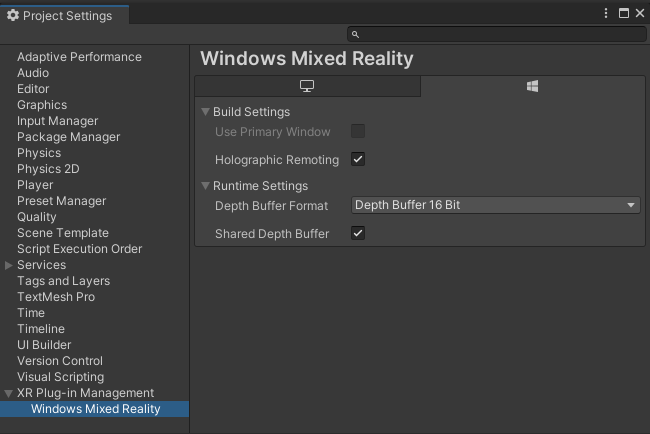 Project Settings
Adaptive Performance
Audio
Editor
Graphics
Input Manager
Package Manager
Physics
Physics 2D
Player
Preset Manager
Quality
Scene Template
Script Execution Order
Services
Tags and Layers
TextMesh Pro
Time
Timeline
UI Builder
Version Control
Visual Scripting
XR Plug-in Management
Windows Mixed Reality
Windows Mixed Reality
Build Settings
Use Primary Window
Holographic Remoting
Runtime Settings
Depth Buffer Format Depth Buffer 16 Bit
Shared Depth Buffer